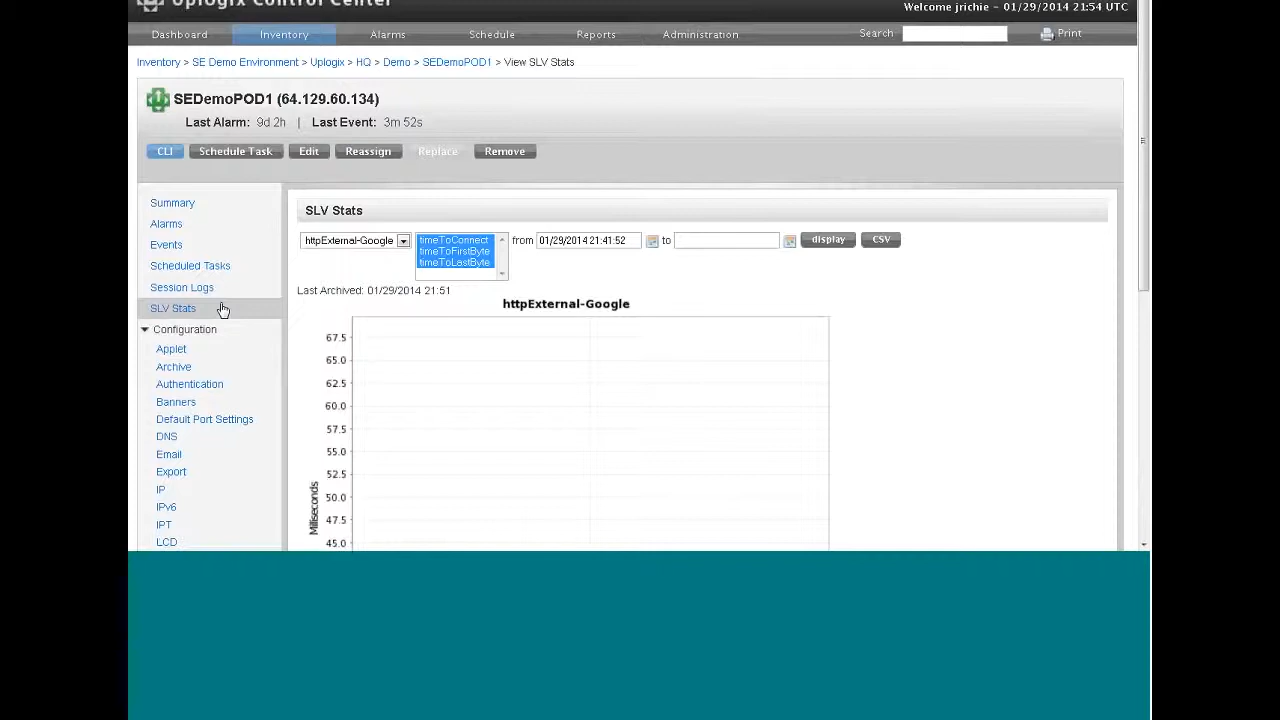 Uplogix Control Center
Welcome jrichie - 01/29/2014 21:54 UTC
Dashboard Inventory Alarms Schedule Reports Administration Search Print
Inventory > SE Demo Environment > Uplogix > HQ > Demo > SEDemoPOD1 > View SLV Stats
SEDemoPOD1 (64.129.60.134)
Last Alarm: 9d 2h | Last Event: 3m 52s
CLI Schedule Task Edit Reassign Replace Remove
Summary
Alarms
Events
Scheduled Tasks
Session Logs
SLV Stats
Configuration
Applet
Archive
Authentication
Banners
Default Port Settings
DNS
Email
Export
IP
IPv6
IPT
LCD
SLV Stats
httpExternal-Google timeToConnect from 01/29/2014 21:41:52 to display CSV
timeToFirstByte
timeToLastByte
Last Archived: 01/29/2014 21:51
httpExternal-Google
67.5
65.0
62.5
60.0
57.5
55.0
52.5
50.0
47.5
45.0
Milliseconds